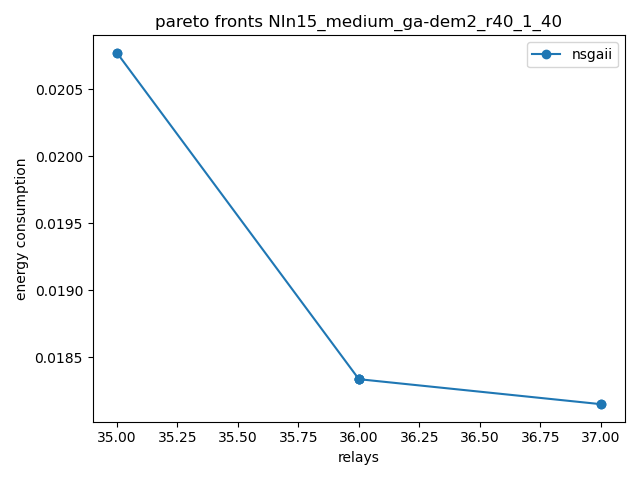 pareto fronts NIn15_medium_ga-dem2_r40_1_40
nsgaii
energy consumption
0.0205
0.0200
0.0195
0.0190
0.0185
35.00 35.25 35.50 35.75 36.00 36.25 36.50 36.75 37.00
relays